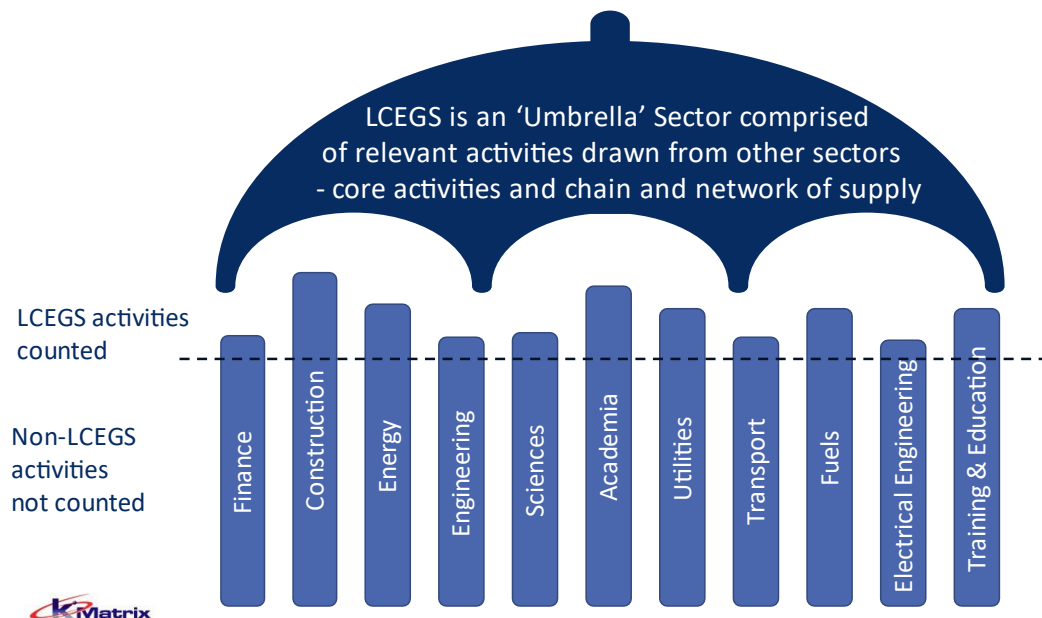 LCEGS is an ‘Umbrella’ Sector comprised
of relevant activities drawn from other sectors
- core activities and chain and network of supply
LCEGS activities
counted
Non-LCEGS
activities
not counted
Finance
Construction
Energy
Engineering
Sciences
Academia
Utilities
Transport
Fuels
Electrical Engineering
Training & Education
kMatrix